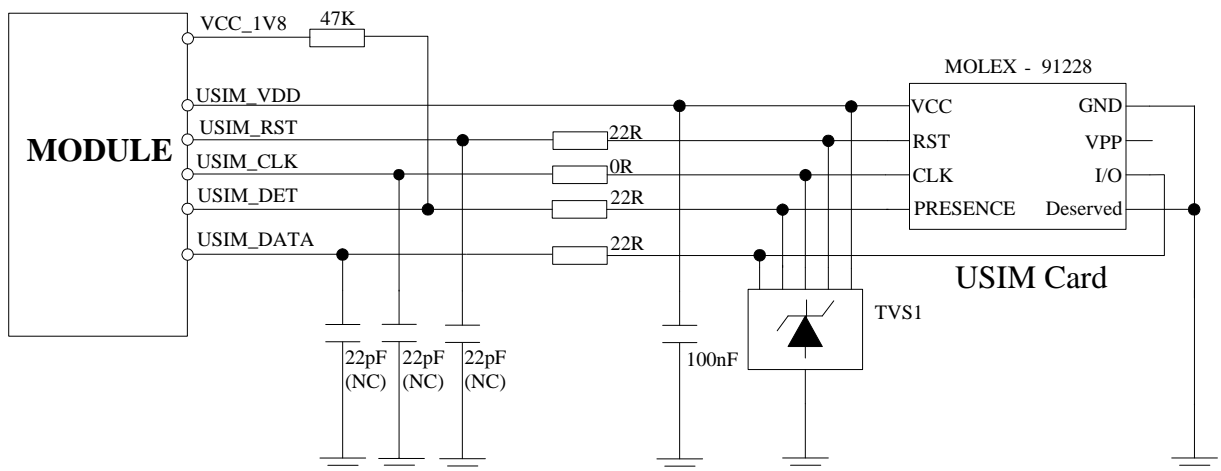 VCC_1V8
47K
MOLEX - 91228
USIM_VDD
VCC
GND
USIM_RST
22R
RST
VPP
MODULE
USIM_CLK
0R
CLK
I/O
USIM_DET
22R
PRESENCE
Deserved
USIM_DATA
22R
USIM Card
TVS1
22pF
(NC)
22pF
(NC)
22pF
(NC)
100nF